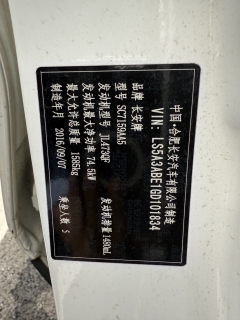 中国·合肥长安汽车有限公司制造
VIN: LS5A3ABE1GD101834
品牌 长安牌
型号 SC7159AA5
发动机型号 JL473QF 发动机排量 1480mL
发动机最大净功率 74.5kW
最大允许总质量 1585kg
制造年月 2016/09/07 乘坐人数 5